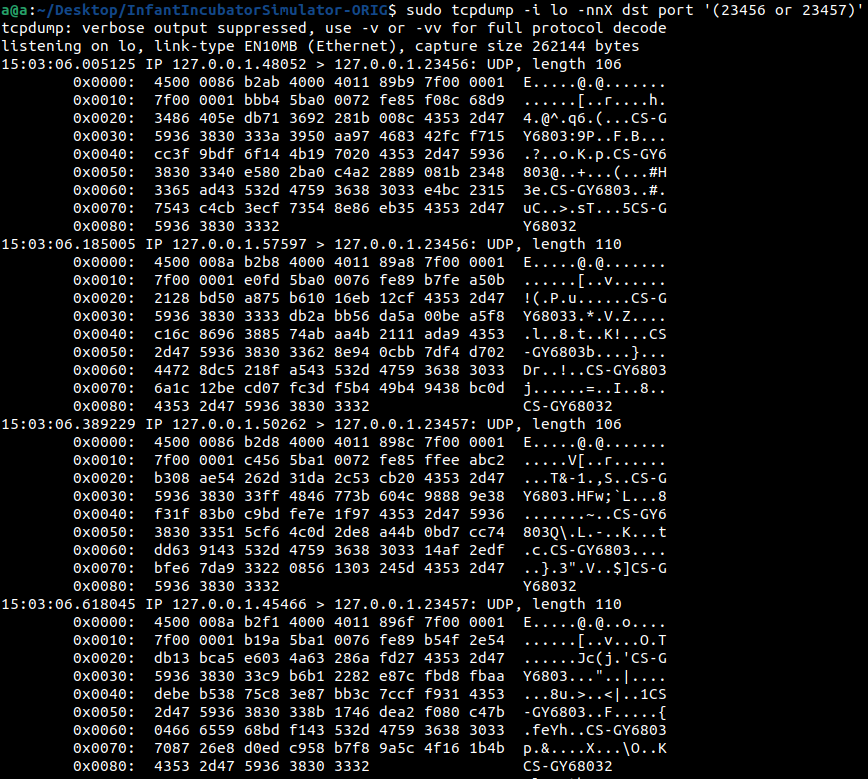 a@a:~/Desktop/InfantIncubatorSimulator-ORIG$ sudo tcpdump -i lo -nnX dst port '(23456 or 23457)'
tcpdump: verbose output suppressed, use -v or -vv for full protocol decode
listening on lo, link-type EN10MB (Ethernet), capture size 262144 bytes
15:03:06.005125 IP 127.0.0.1.48052 > 127.0.0.1.23456: UDP, length 106
0x0000:  4500 0086 b2ab 4000 4011 89b9 7f00 0001  E.....@.@.......
0x0010:  7f00 0001 bbb4 5ba0 0072 fe85 f08c 68d9  ......[..r....h.
0x0020:  3486 405e db71 3692 281b 008c 4353 2d47  4.@^.q6.(...CS-G
0x0030:  5936 3830 333a 3950 aa97 4683 42fc f715  Y6803:9P..F.B...
0x0040:  cc3f 9bdf 6f14 4b19 7020 4353 2d47 5936  .?..o.K.p.CS-GY6
0x0050:  3830 3340 e580 2ba0 c4a2 2889 081b 2348  803@..+...(...#H
0x0060:  3365 ad43 532d 4759 3638 3033 e4bc 2315  3e.CS-GY6803..#.
0x0070:  7543 c4cb 3ecf 7354 8e86 eb35 4353 2d47  uC..>.sT...5CS-G
0x0080:  5936 3830 3332  Y68032
15:03:06.185005 IP 127.0.0.1.57597 > 127.0.0.1.23456: UDP, length 110
0x0000:  4500 008a b2b8 4000 4011 89a8 7f00 0001  E.....@.@.......
0x0010:  7f00 0001 e0fd 5ba0 0076 fe89 b7fe a50b  ......[..v......
0x0020:  2128 bd50 a875 b610 16eb 12cf 4353 2d47  !(.P.u......CS-G
0x0030:  5936 3830 3333 db2a bb56 da5a 00be a5f8  Y68033.*.V.Z....
0x0040:  c16c 8696 3885 74ab aa4b 2111 ada9 4353  .l..8.t..K!...CS
0x0050:  2d47 5936 3830 3362 8e94 0cbb 7df4 d702  -GY6803b....}...
0x0060:  4472 8dc5 218f a543 532d 4759 3638 3033  Dr..!..CS-GY6803
0x0070:  6a1c 12be cd07 fc3d f5b4 49b4 9438 bc0d  j......=..I..8..
0x0080:  4353 2d47 5936 3830 3332  CS-GY68032
15:03:06.389229 IP 127.0.0.1.50262 > 127.0.0.1.23457: UDP, length 106
0x0000:  4500 0086 b2d8 4000 4011 898c 7f00 0001  E.....@.@.......
0x0010:  7f00 0001 c456 5ba1 0072 fe85 ffee abc2  .....V[..r......
0x0020:  b308 ae54 262d 31da 2c53 cb20 4353 2d47  ...T&-1.,S..CS-G
0x0030:  5936 3830 33ff 4846 773b 604c 9888 9e38  Y6803.HFw;`L...8
0x0040:  f31f 83b0 c9bd fe7e 1f97 4353 2d47 5936  .......~..CS-GY6
0x0050:  3830 3351 5cf6 4c0d 2de8 a44b 0bd7 cc74  803Q\.L.-..K...t
0x0060:  dd63 9143 532d 4759 3638 3033 14af 2edf  .c.CS-GY6803....
0x0070:  bfe6 7da9 3322 0856 1303 245d 4353 2d47  ..}.3".V..$]CS-G
0x0080:  5936 3830 3332  Y68032
15:03:06.618045 IP 127.0.0.1.45466 > 127.0.0.1.23457: UDP, length 110
0x0000:  4500 008a b2f1 4000 4011 896f 7f00 0001  E.....@.@..o....
0x0010:  7f00 0001 b19a 5ba1 0076 fe89 b54f 2e54  ......[..v...O.T
0x0020:  db13 bca5 e603 4a63 286a fd27 4353 2d47  ......Jc(j.'CS-G
0x0030:  5936 3830 33c9 b6b1 2282 e87c fbd8 fbaa  Y6803..."..|....
0x0040:  debe b538 75c8 3e87 bb3c 7ccf f931 4353  ...8u.>..<|..1CS
0x0050:  2d47 5936 3830 338b 1746 dea2 f080 c47b  -GY6803..F.....{
0x0060:  0466 6559 68bd f143 532d 4759 3638 3033  .feYh..CS-GY6803
0x0070:  7087 26e8 d0ed c958 b7f8 9a5c 4f16 1b4b  p.&....X...\O..K
0x0080:  4353 2d47 5936 3830 3332  CS-GY68032